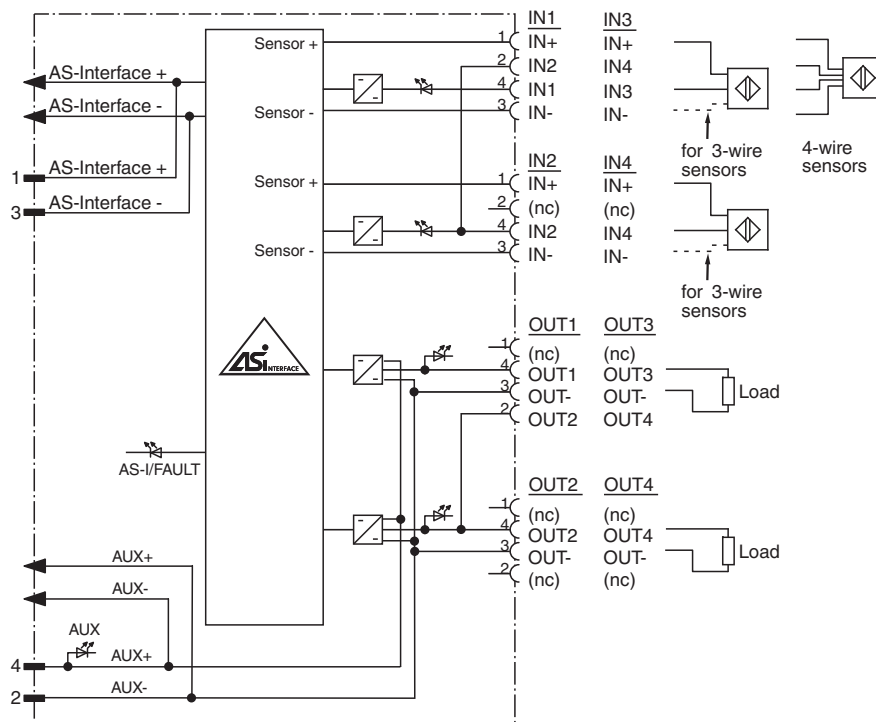 IN1 IN3
Sensor + 1 IN+ IN+
2 IN2 IN4
4 IN1 IN3
Sensor - 3 IN- IN-
for 3-wire
sensors
4-wire
sensors
AS-Interface +
AS-Interface -
1 AS-Interface +
3 AS-Interface -
IN2 IN4
Sensor + 1 IN+ IN+
2 (nc) (nc)
4 IN2 IN4
Sensor - 3 IN- IN-
for 3-wire
sensors
ASi INTERFACE
OUT1 OUT3
1 (nc) (nc)
4 OUT1 OUT3
3 OUT- OUT-
2 OUT2 OUT4
Load
AS-I/FAULT
OUT2 OUT4
1 (nc) (nc)
4 OUT2 OUT4
3 OUT- OUT-
2 (nc) (nc)
Load
AUX+
AUX-
AUX
4 AUX+
2 AUX-